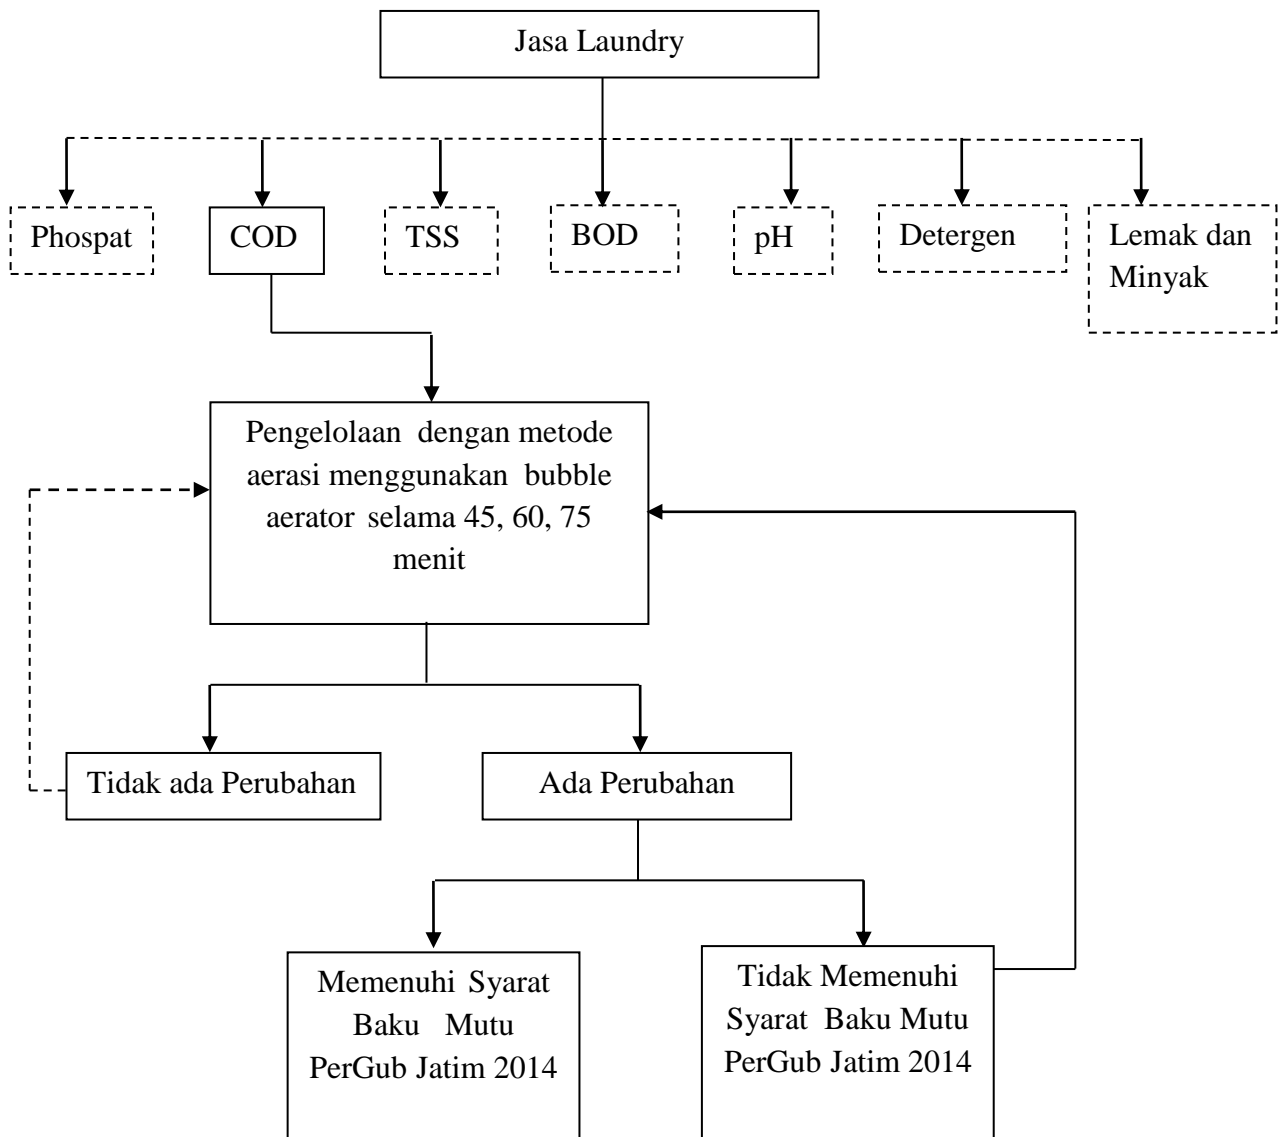 Jasa Laundry
Phospat
COD
TSS
BOD
pH
Detergen
Lemak dan
Minyak
Pengelolaan dengan metode
aerasi menggunakan bubble
aerator selama 45, 60, 75
menit
Tidak ada Perubahan
Ada Perubahan
Memenuhi Syarat
Baku Mutu
PerGub Jatim 2014
Tidak Memenuhi
Syarat Baku Mutu
PerGub Jatim 2014